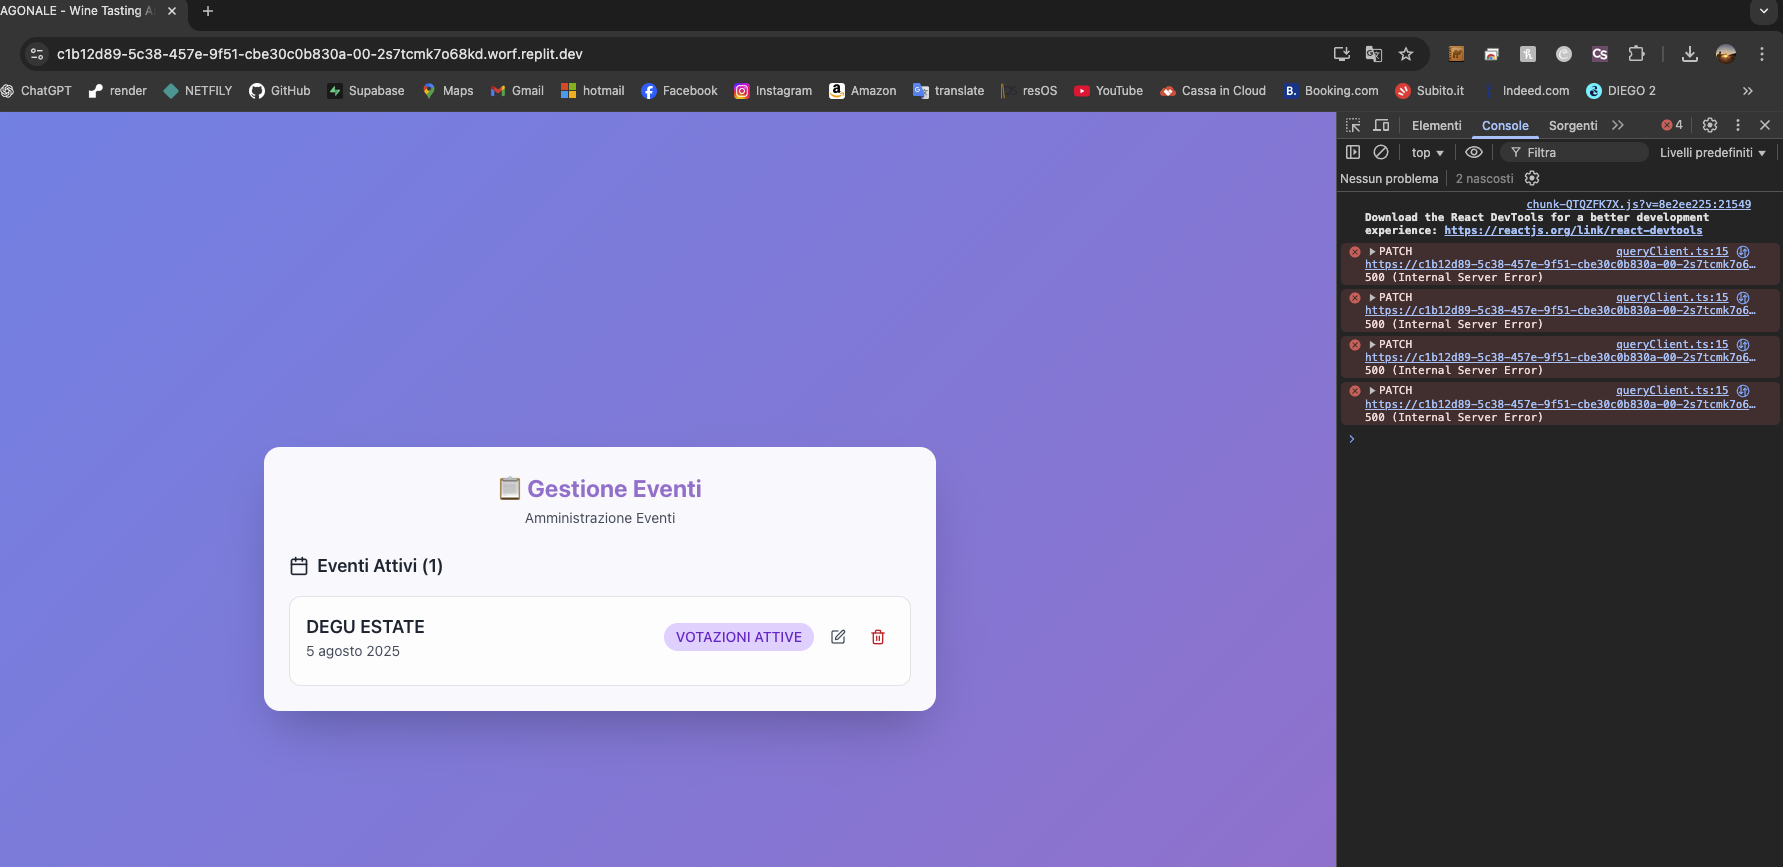 AGONALE - Wine Tasting A
c1b12d89-5c38-457e-9f51-cbe30c0b830a-00-2s7tcmk7o68kd.worf.replit.dev
CS
ChatGPT render NETFILY GitHub Supabase Maps Gmail hotmail Facebook Instagram Amazon translate resOS YouTube Cassa in Cloud Booking.com Subito.it Indeed.com DIEGO 2
Elementi Console Sorgenti 4
top Filtra Livelli predefiniti
Nessun problema 2 nascosti
chunk-QTQZFK7X.js?v=8e2ee225:21549
Download the React DevTools for a better development
experience: https://reactjs.org/link/react-devtools
PATCH queryClient.ts:15
https://c1b12d89-5c38-457e-9f51-cbe30c0b830a-00-2s7tcmk7o6…
500 (Internal Server Error)
PATCH queryClient.ts:15
https://c1b12d89-5c38-457e-9f51-cbe30c0b830a-00-2s7tcmk7o6…
500 (Internal Server Error)
PATCH queryClient.ts:15
https://c1b12d89-5c38-457e-9f51-cbe30c0b830a-00-2s7tcmk7o6…
500 (Internal Server Error)
PATCH queryClient.ts:15
https://c1b12d89-5c38-457e-9f51-cbe30c0b830a-00-2s7tcmk7o6…
500 (Internal Server Error)
Gestione Eventi
Amministrazione Eventi
Eventi Attivi (1)
DEGU ESTATE
5 agosto 2025
VOTAZIONI ATTIVE